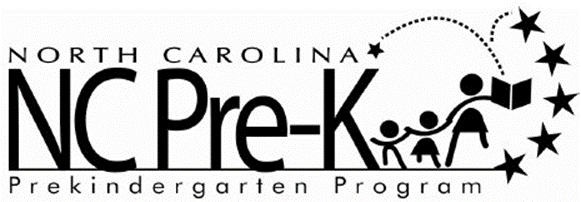 NORTH CAROLINA
NC Pre-K
Prekindergarten Program